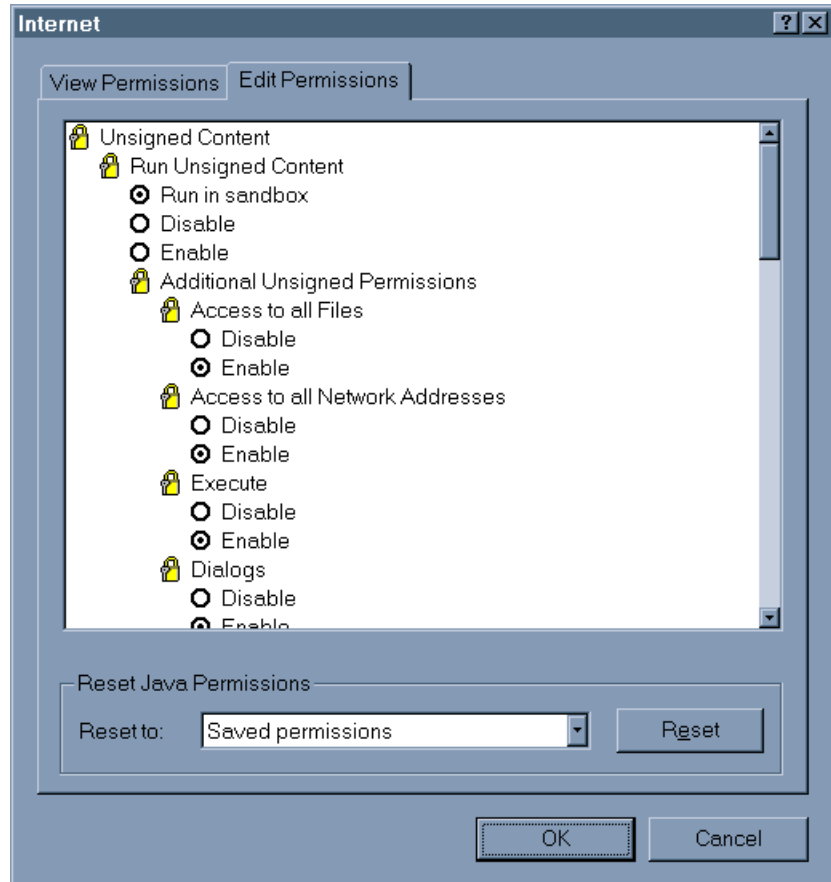 Internet
View Permissions
Edit Permissions
Unsigned Content
Run Unsigned Content
Run in sandbox
Disable
Enable
Additional Unsigned Permissions
Access to all Files
Disable
Enable
Access to all Network Addresses
Disable
Enable
Execute
Disable
Enable
Dialogs
Disable
Enable
Reset Java Permissions
Reset to:
Saved permissions
Reset
OK
Cancel